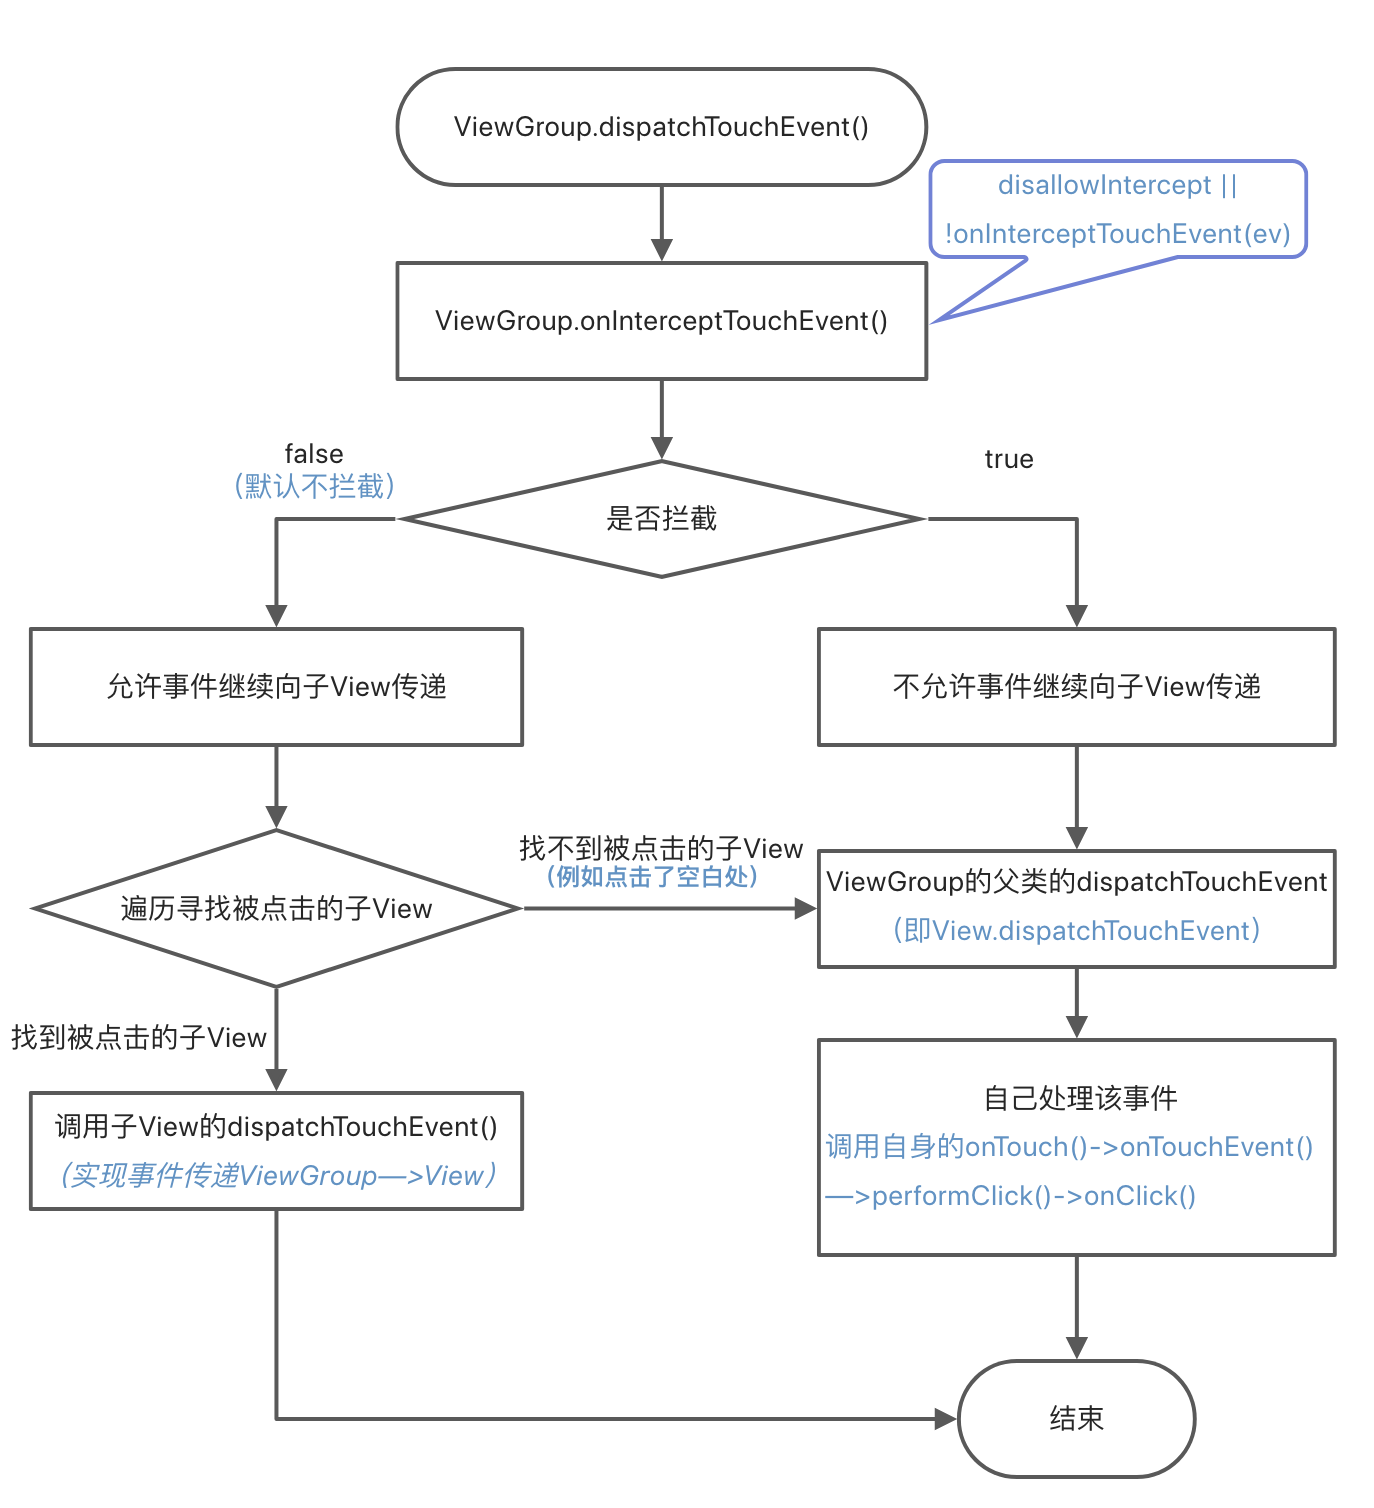 ViewGroup.dispatchTouchEvent()
disallowIntercept ||
!onInterceptTouchEvent(ev)
ViewGroup.onInterceptTouchEvent()
false
（默认不拦截）
true
是否拦截
允许事件继续向子View传递
不允许事件继续向子View传递
遍历寻找被点击的子View
找不到被点击的子View
（例如点击了空白处）
ViewGroup的父类的dispatchTouchEvent
（即View.dispatchTouchEvent）
找到被点击的子View
调用子View的dispatchTouchEvent()
（实现事件传递ViewGroup—>View）
自己处理该事件
调用自身的onTouch()->onTouchEvent()
—>performClick()->onClick()
结束